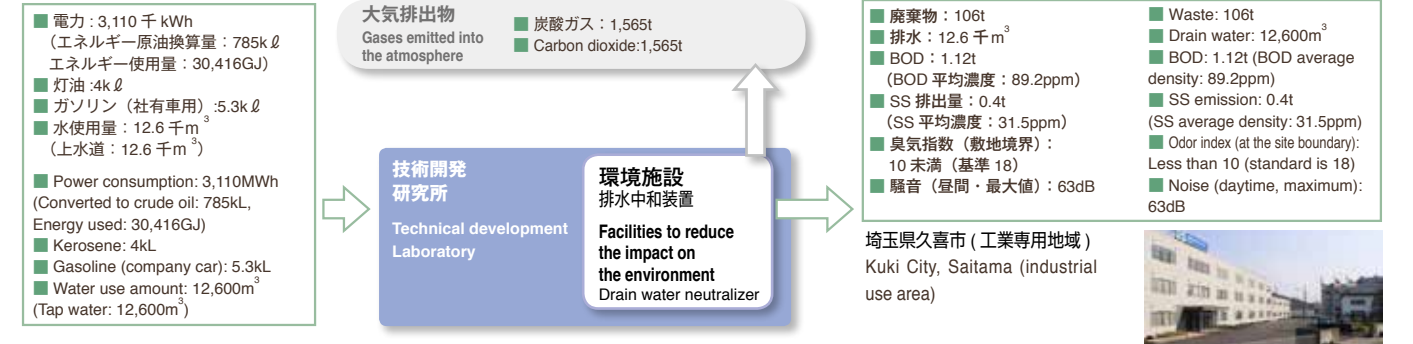 ■ 電力：3,110 千 kWh
（エネルギー原油換算量：785kℓ
エネルギー使用量：30,416GJ）
■ 灯油 :4kℓ
■ ガソリン（社有車用）:5.3kℓ
■ 水使用量：12.6 千m³
（上水道：12.6 千m³）
■ Power consumption: 3,110MWh
(Converted to crude oil: 785kL,
Energy used: 30,416GJ)
■ Kerosene: 4kL
■ Gasoline (company car): 5.3kL
■ Water use amount: 12,600m³
(Tap water: 12,600m³)
大気排出物
Gases emitted into
the atmosphere
■ 炭酸ガス：1,565t
■ Carbon dioxide:1,565t
技術開発
研究所
Technical development
Laboratory
環境施設
排水中和装置
Facilities to reduce
the impact on
the environment
Drain water neutralizer
■ 廃棄物：106t
■ 排水：12.6 千m³
■ BOD：1.12t
（BOD 平均濃度：89.2ppm）
■ SS 排出量：0.4t
（SS 平均濃度：31.5ppm）
■ 臭気指数（敷地境界）：
10 未満（基準 18）
■ 騒音（昼間・最大値）：63dB
■ Waste: 106t
■ Drain water: 12,600m³
■ BOD: 1.12t (BOD average
density: 89.2ppm)
■ SS emission: 0.4t
(SS average density: 31.5ppm)
■ Odor index (at the site boundary):
Less than 10 (standard is 18)
■ Noise (daytime, maximum):
63dB
埼玉県久喜市 ( 工業専用地域 )
Kuki City, Saitama (industrial
use area)